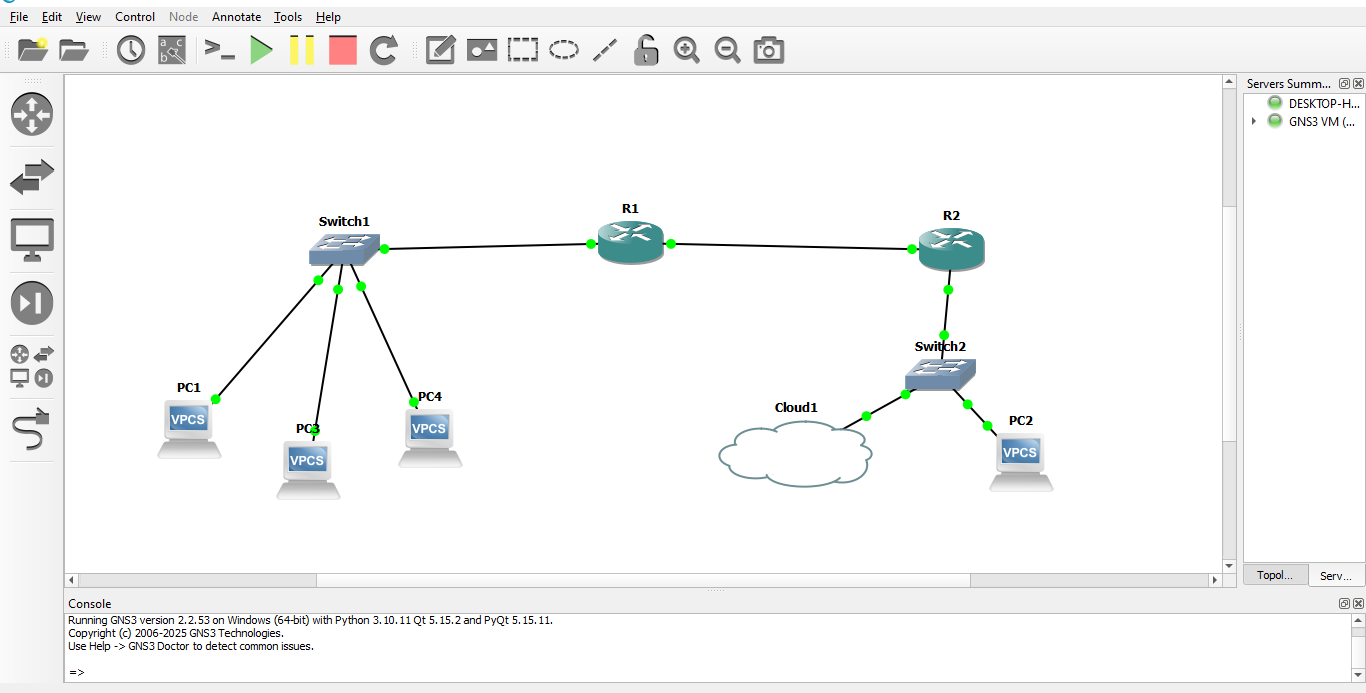 File Edit View Control Node Annotate Tools Help
a c
b
Servers Summ...
DESKTOP-H...
GNS3 VM (...
R1
R2
Switch1
Switch2
PC1
VPCS
PC3
VPCS
PC4
VPCS
Cloud1
PC2
VPCS
Topol... Serv...
Console
Running GNS3 version 2.2.53 on Windows (64-bit) with Python 3.10.11 Qt 5.15.2 and PyQt 5.15.11.
Copyright (c) 2006-2025 GNS3 Technologies.
Use Help -> GNS3 Doctor to detect common issues.
=>